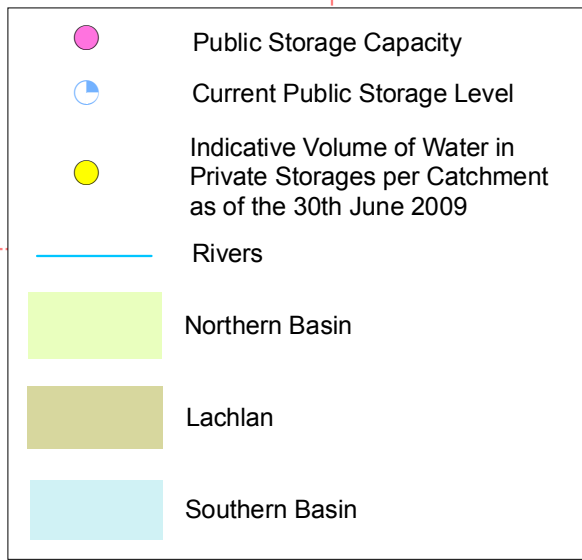 Public Storage Capacity
Current Public Storage Level
Indicative Volume of Water in
Private Storages per Catchment
as of the 30th June 2009
Rivers
Northern Basin
Lachlan
Southern Basin